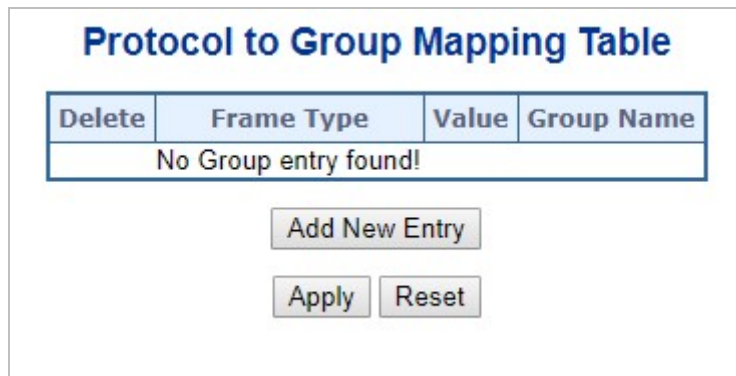 Protocol to Group Mapping Table
Delete Frame Type Value Group Name
No Group entry found!
Add New Entry
Apply Reset